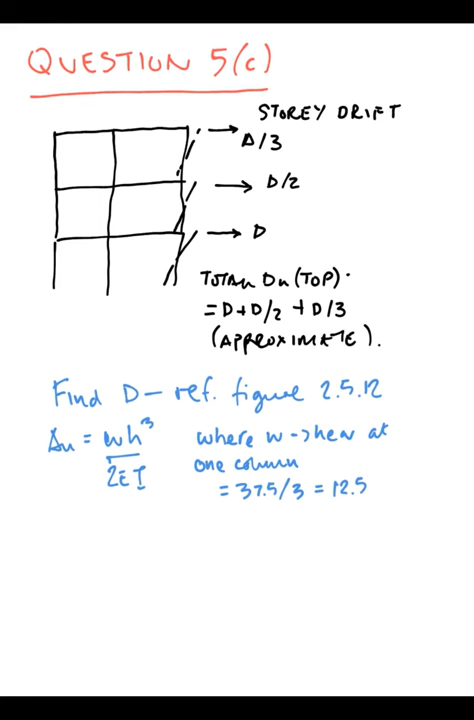 QUESTION 5(c)
STOREY DRIFT
D/3
D/2
D
TOTAL Du (TOP).
= D + D/2 + D/3
(APPROXIMATE).
Find D – ref. figure 2.5.12
Δu = wh³ / 2EI where w -> shear at
one column
= 37.5/3 = 12.5